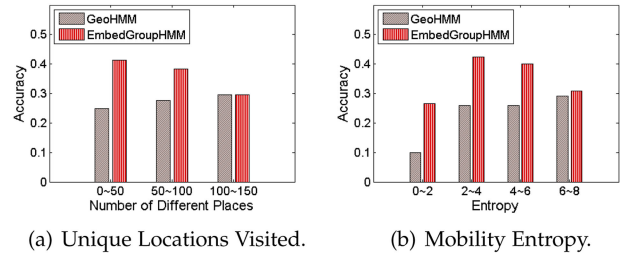 GeoHMM
EmbedGroupHMM
Accuracy
0.5
0.4
0.3
0.2
0.1
0
0~50 50~100 100~150
Number of Different Places
(a) Unique Locations Visited.
GeoHMM
EmbedGroupHMM
Accuracy
0.5
0.4
0.3
0.2
0.1
0
0~2 2~4 4~6 6~8
Entropy
(b) Mobility Entropy.